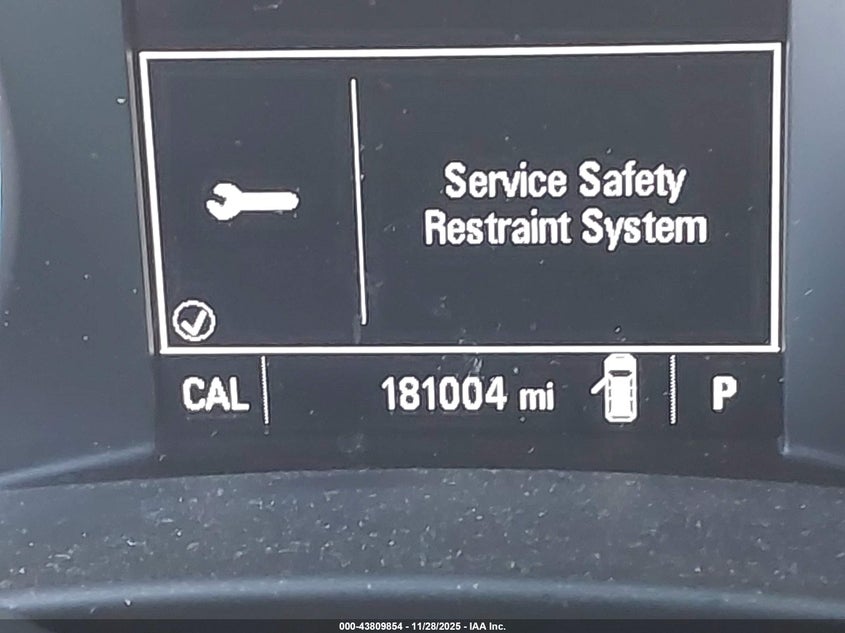 Service Safety
Restraint System
CAL
181004 mi
P
000-43809854 - 11/28/2025 - IAA Inc.